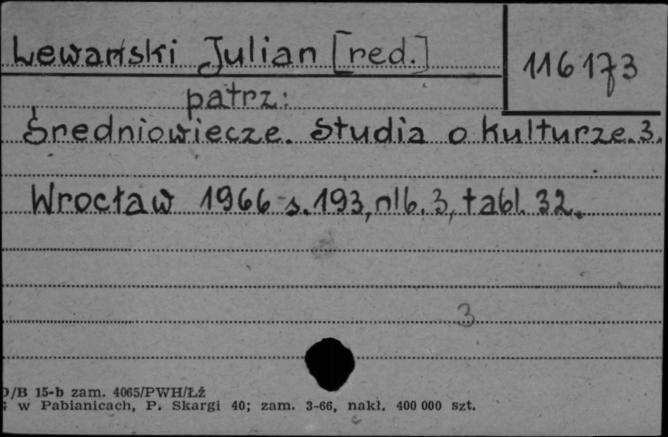 Lewański Julian [red.]
116173
patrz:
Średniowiecze. Studia o kulturze. 3.
Wrocław 1966 s. 193, nlb. 3, tabl. 32.
3
D/B 15-b zam. 4065/PWH/Łź
w Pabianicach, P. Skargi 40; zam. 3-66, nakł. 400 000 szt.